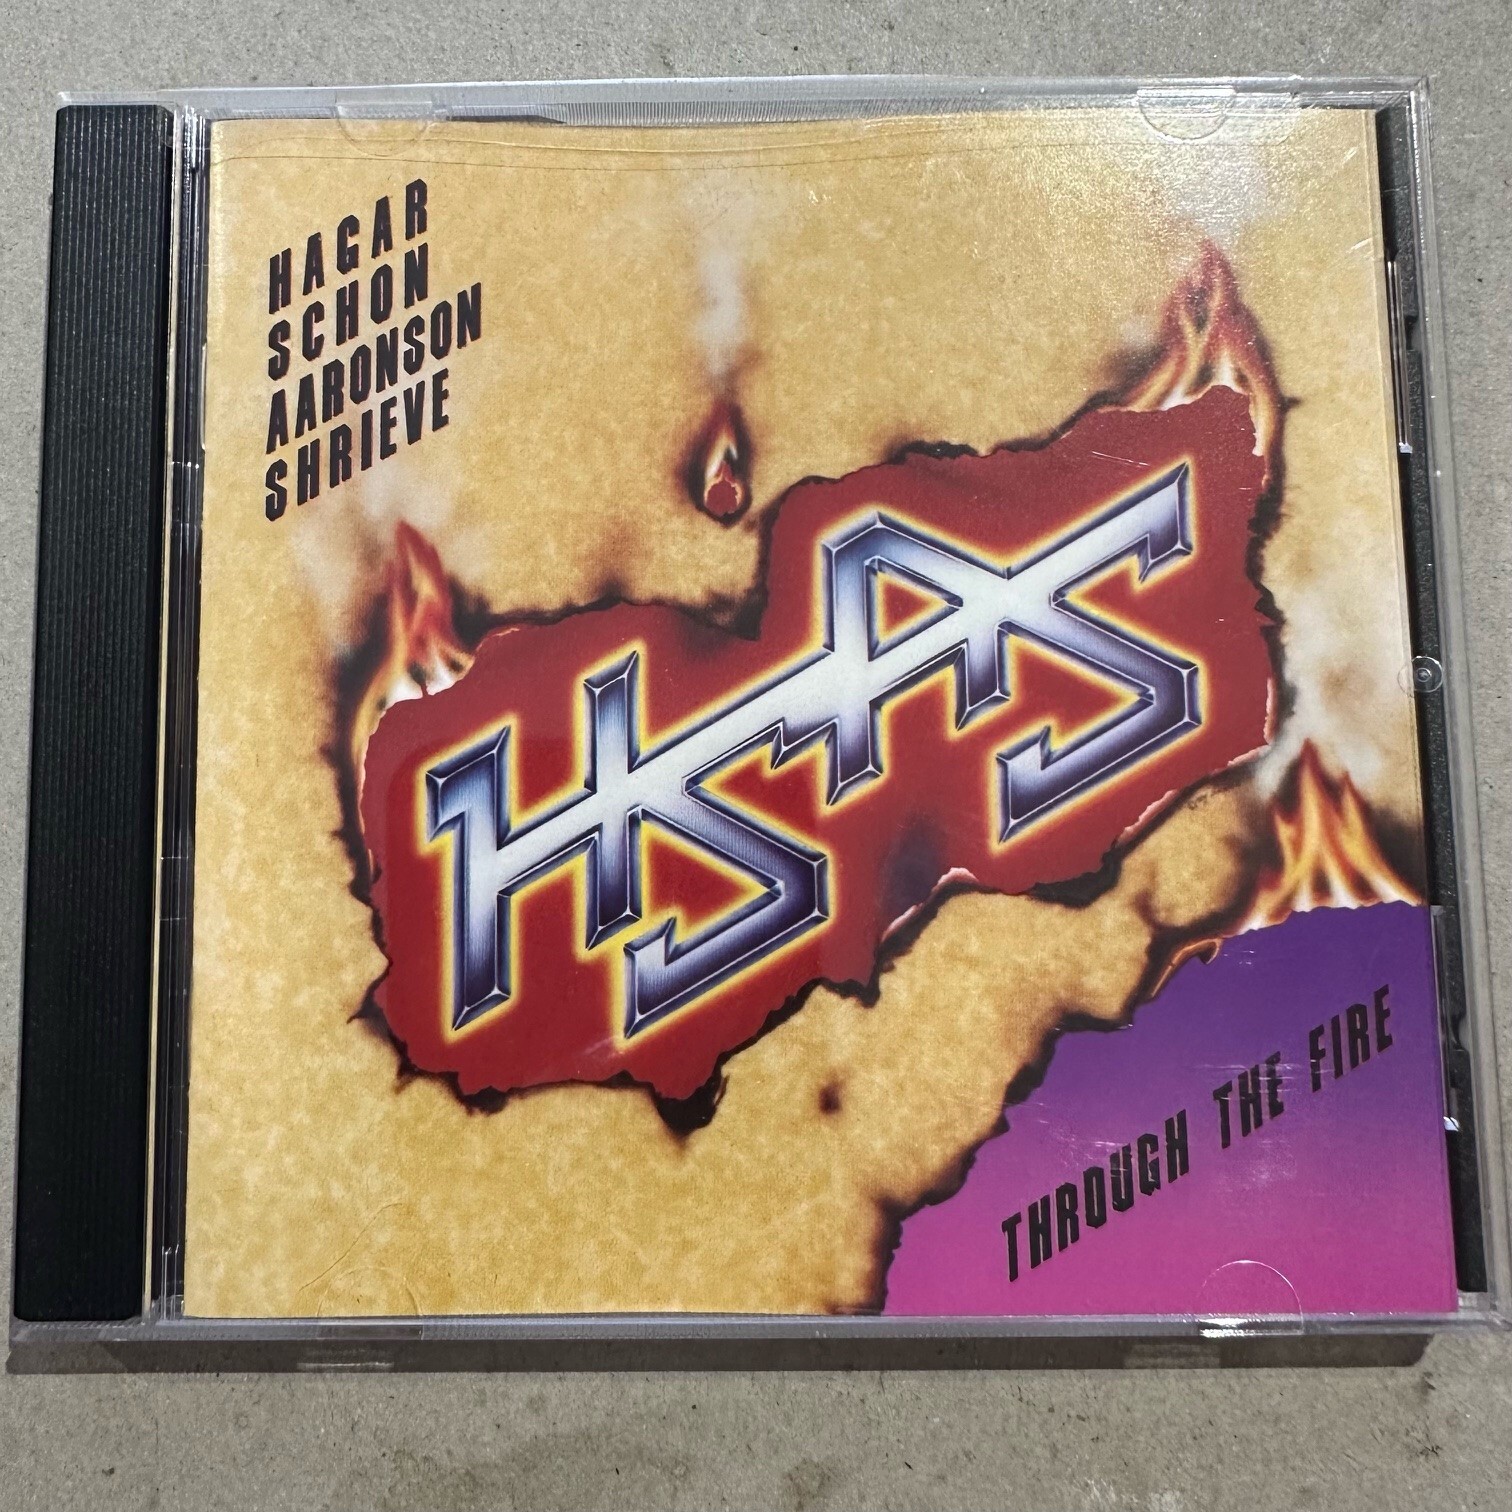 HAGAR
SCHON
AARONSON
SHRIEVE
HSAS
THROUGH THE FIRE